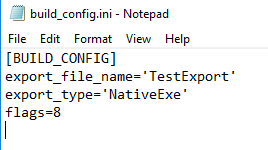 build_config.ini - Notepad
File Edit Format View Help
[BUILD_CONFIG]
export_file_name='TestExport'
export_type='NativeExe'
flags=8